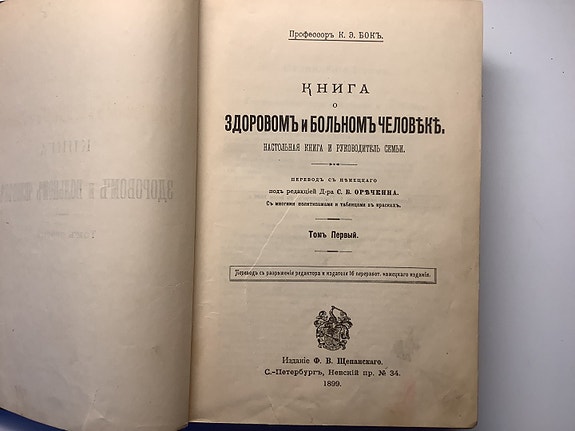 Профессоръ К. Э. БОКЪ.
КНИГА
О
ЗДОРОВОМЪ и БОЛЬНОМЪ ЧЕЛОВѢКѢ.
НАСТОЛЬНАЯ КНИГА И РУКОВОДИТЕЛЬ СЕМЬИ.
ПЕРЕВОДЪ СЪ НѢМЕЦКАГО
подъ редакціей Д-ра С. Б. ОРѢЧКИНА.
Съ многими политипажами и таблицами въ краскахъ.
Томъ Первый.
Переводъ съ разрѣшенія редактора и издателя 16 переработ. нѣмецкаго изданія.
Изданіе Ф. В. Щепанскаго.
С.-Петербургъ, Невскій пр. № 34.
1899.